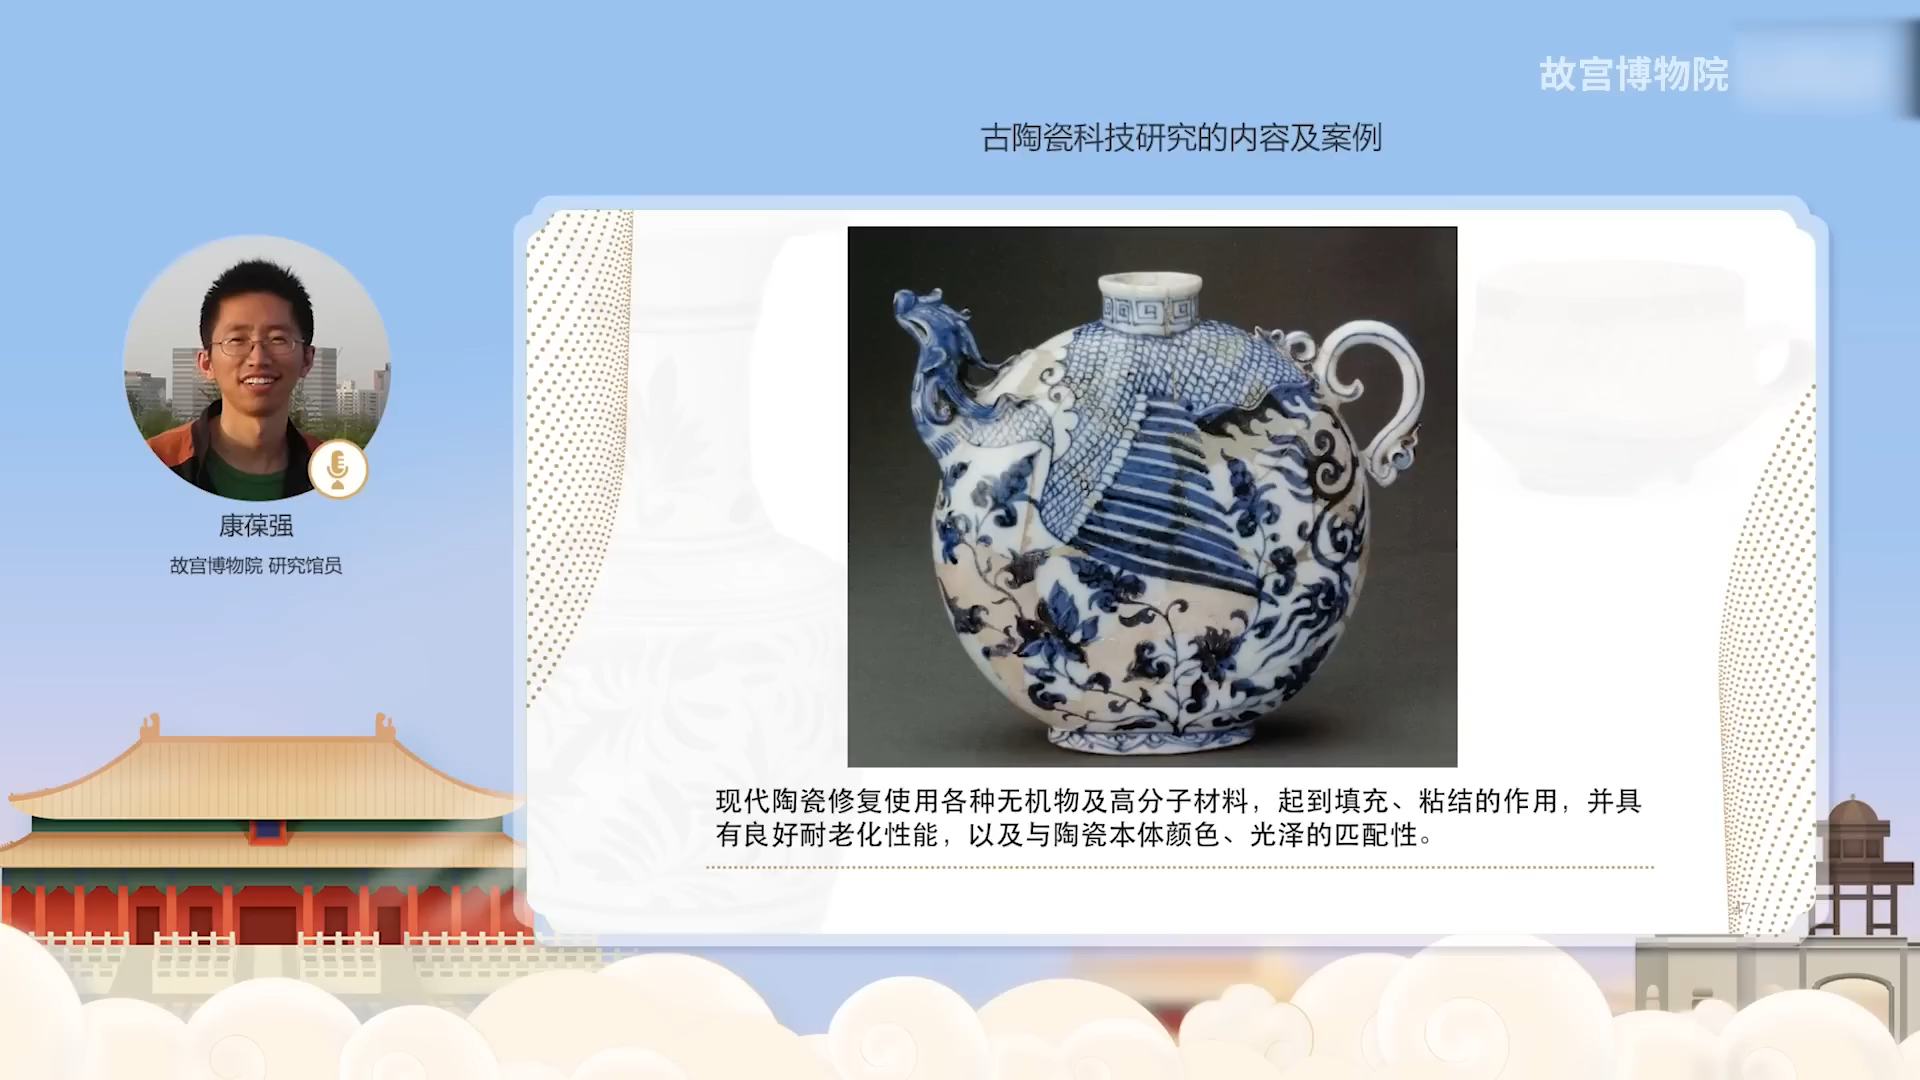 故宫博物院
古陶瓷科技研究的内容及案例
康葆强
故宫博物院 研究馆员
现代陶瓷修复使用各种无机物及高分子材料，起到填充、粘结的作用，并具
有良好耐老化性能，以及与陶瓷本体颜色、光泽的匹配性。